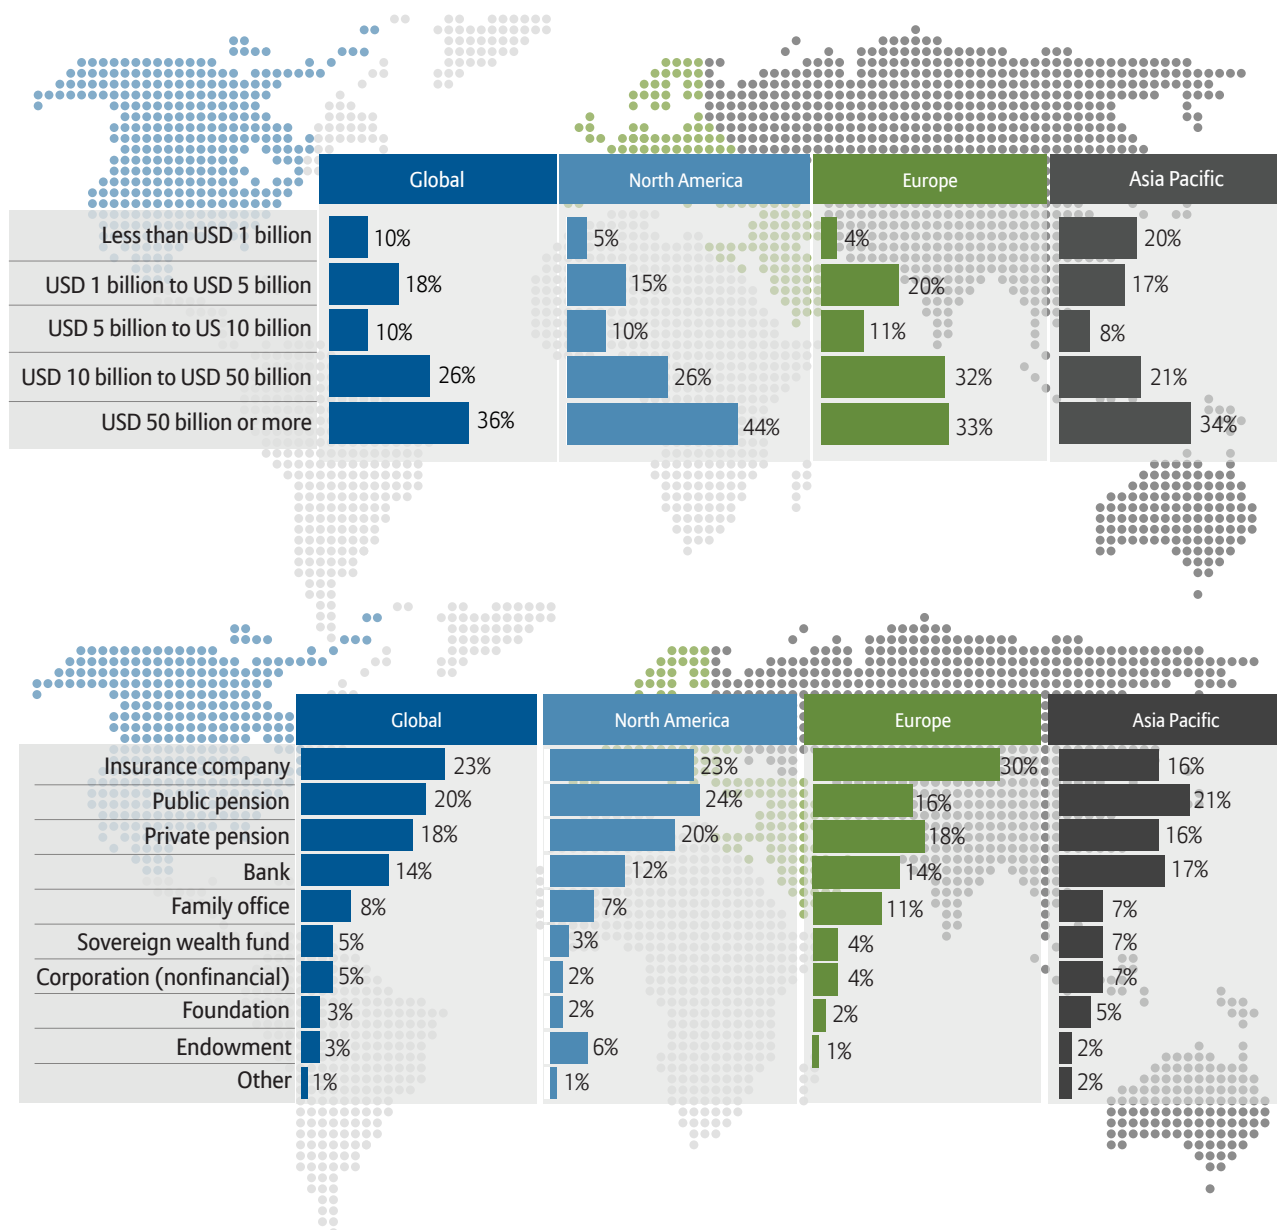 Global North America Europe Asia Pacific
Less than USD 1 billion 10% 5% 4% 20%
USD 1 billion to USD 5 billion 18% 15% 20% 17%
USD 5 billion to US 10 billion 10% 10% 11% 8%
USD 10 billion to USD 50 billion 26% 26% 32% 21%
USD 50 billion or more 36% 44% 33% 34%
Global North America Europe Asia Pacific
Insurance company 23% 23% 30% 16%
Public pension 20% 24% 16% 21%
Private pension 18% 20% 18% 16%
Bank 14% 12% 14% 17%
Family office 8% 7% 11% 7%
Sovereign wealth fund 5% 3% 4% 7%
Corporation (nonfinancial) 5% 2% 4% 7%
Foundation 3% 2% 2% 5%
Endowment 3% 6% 1% 2%
Other 1% 1% 2%